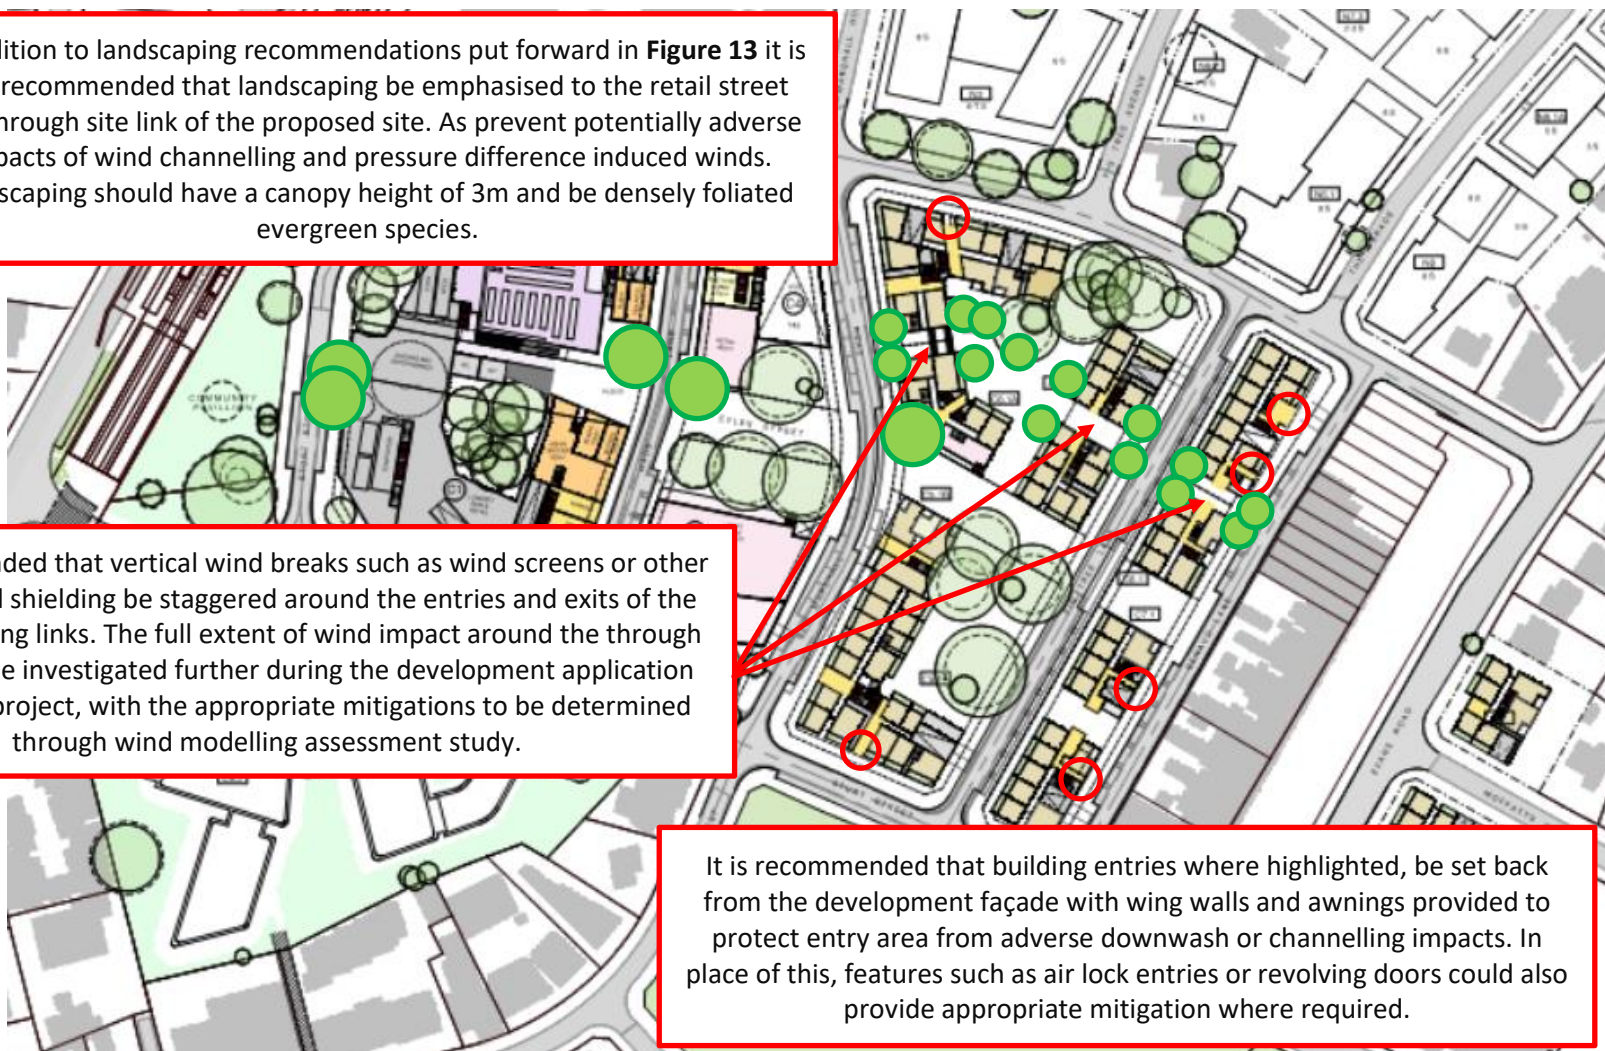 lition to landscaping recommendations put forward in Figure 13 it is
recommended that landscaping be emphasised to the retail street
hrough site link of the proposed site. As prevent potentially adverse
pacts of wind channelling and pressure difference induced winds.
scaping should have a canopy height of 3m and be densely foliated
evergreen species.
COMMUNITY
PAVILION
STREET
nded that vertical wind breaks such as wind screens or other
l shielding be staggered around the entries and exits of the
ng links. The full extent of wind impact around the through
e investigated further during the development application
project, with the appropriate mitigations to be determined
through wind modelling assessment study.
EVANS ROAD
It is recommended that building entries where highlighted, be set back
from the development façade with wing walls and awnings provided to
protect entry area from adverse downwash or channelling impacts. In
place of this, features such as air lock entries or revolving doors could also
provide appropriate mitigation where required.